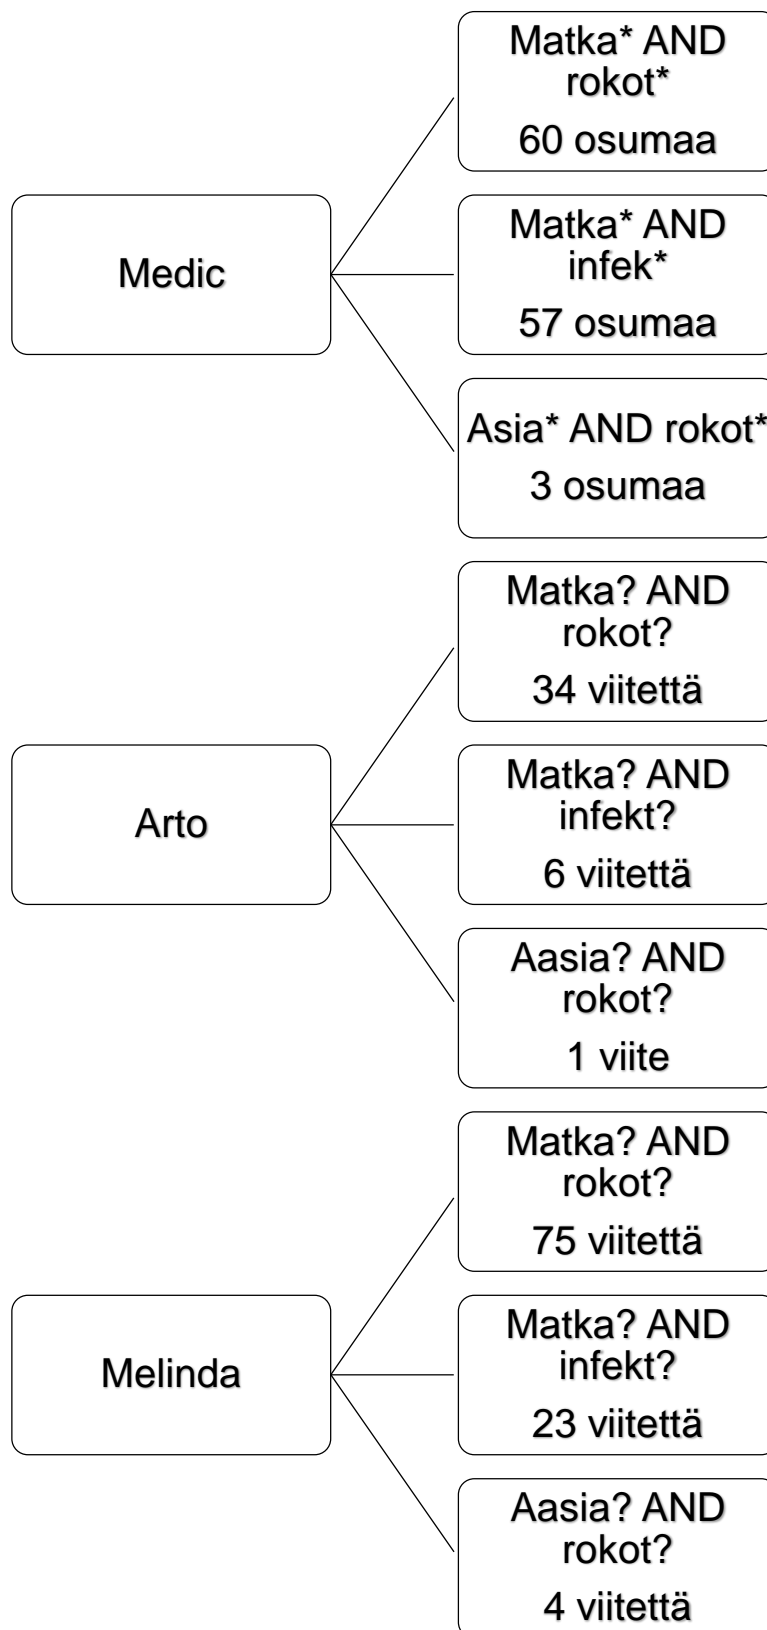 Medic
Matka* AND
rokot*
60 osumaa
Matka* AND
infek*
57 osumaa
Asia* AND rokot*
3 osumaa
Arto
Matka? AND
rokot?
34 viitettä
Matka? AND
infekt?
6 viitettä
Aasia? AND
rokot?
1 viite
Melinda
Matka? AND
rokot?
75 viitettä
Matka? AND
infekt?
23 viitettä
Aasia? AND
rokot?
4 viitettä